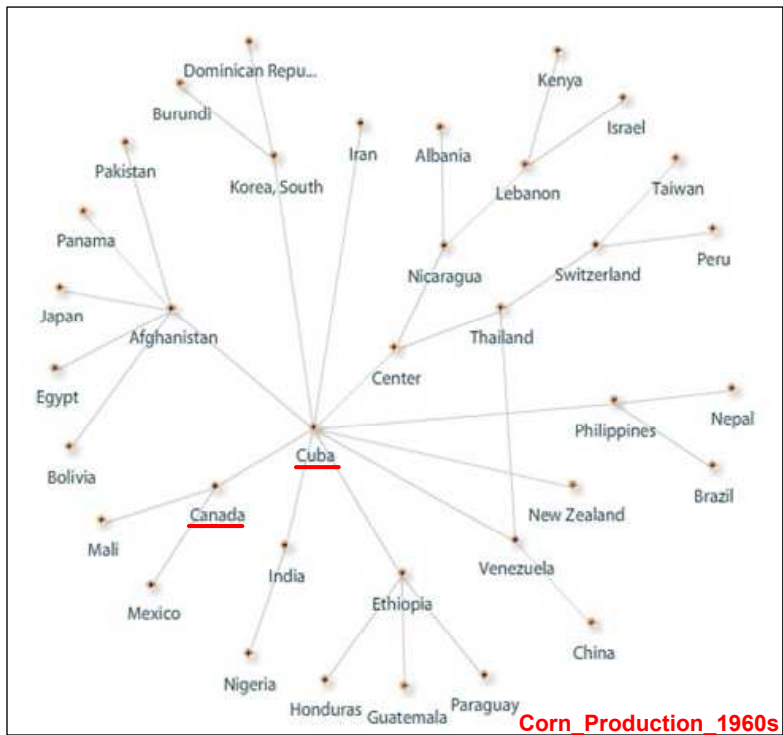 Dominican Repu...
Kenya
Burundi
Israel
Iran
Albania
Pakistan
Korea, South
Lebanon
Taiwan
Panama
Peru
Nicaragua
Switzerland
Japan
Afghanistan
Thailand
Center
Egypt
Nepal
Philippines
Cuba
Bolivia
Brazil
Canada
New Zealand
Mali
India
Venezuela
Mexico
Ethiopia
China
Nigeria
Honduras
Guatemala
Paraguay
Corn_Production_1960s